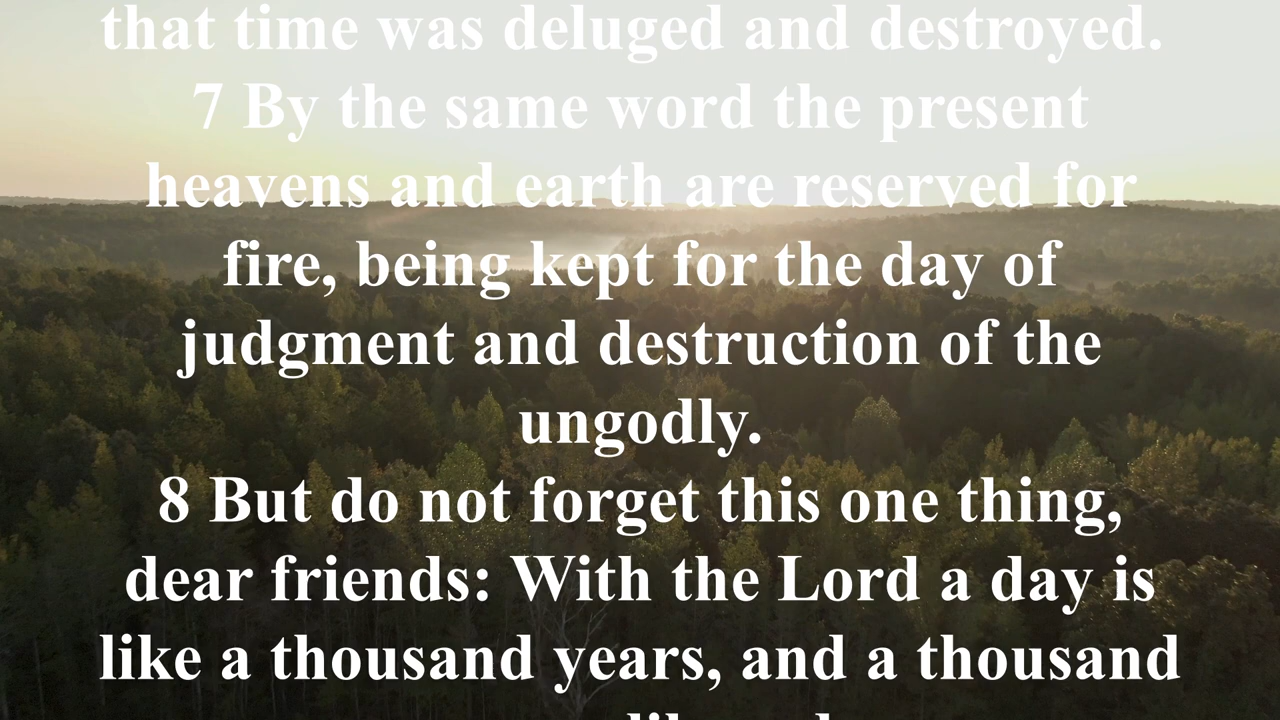 that time was deluged and destroyed.
7 By the same word the present
heavens and earth are reserved for
fire, being kept for the day of
judgment and destruction of the
ungodly.
8 But do not forget this one thing,
dear friends: With the Lord a day is
like a thousand years, and a thousand